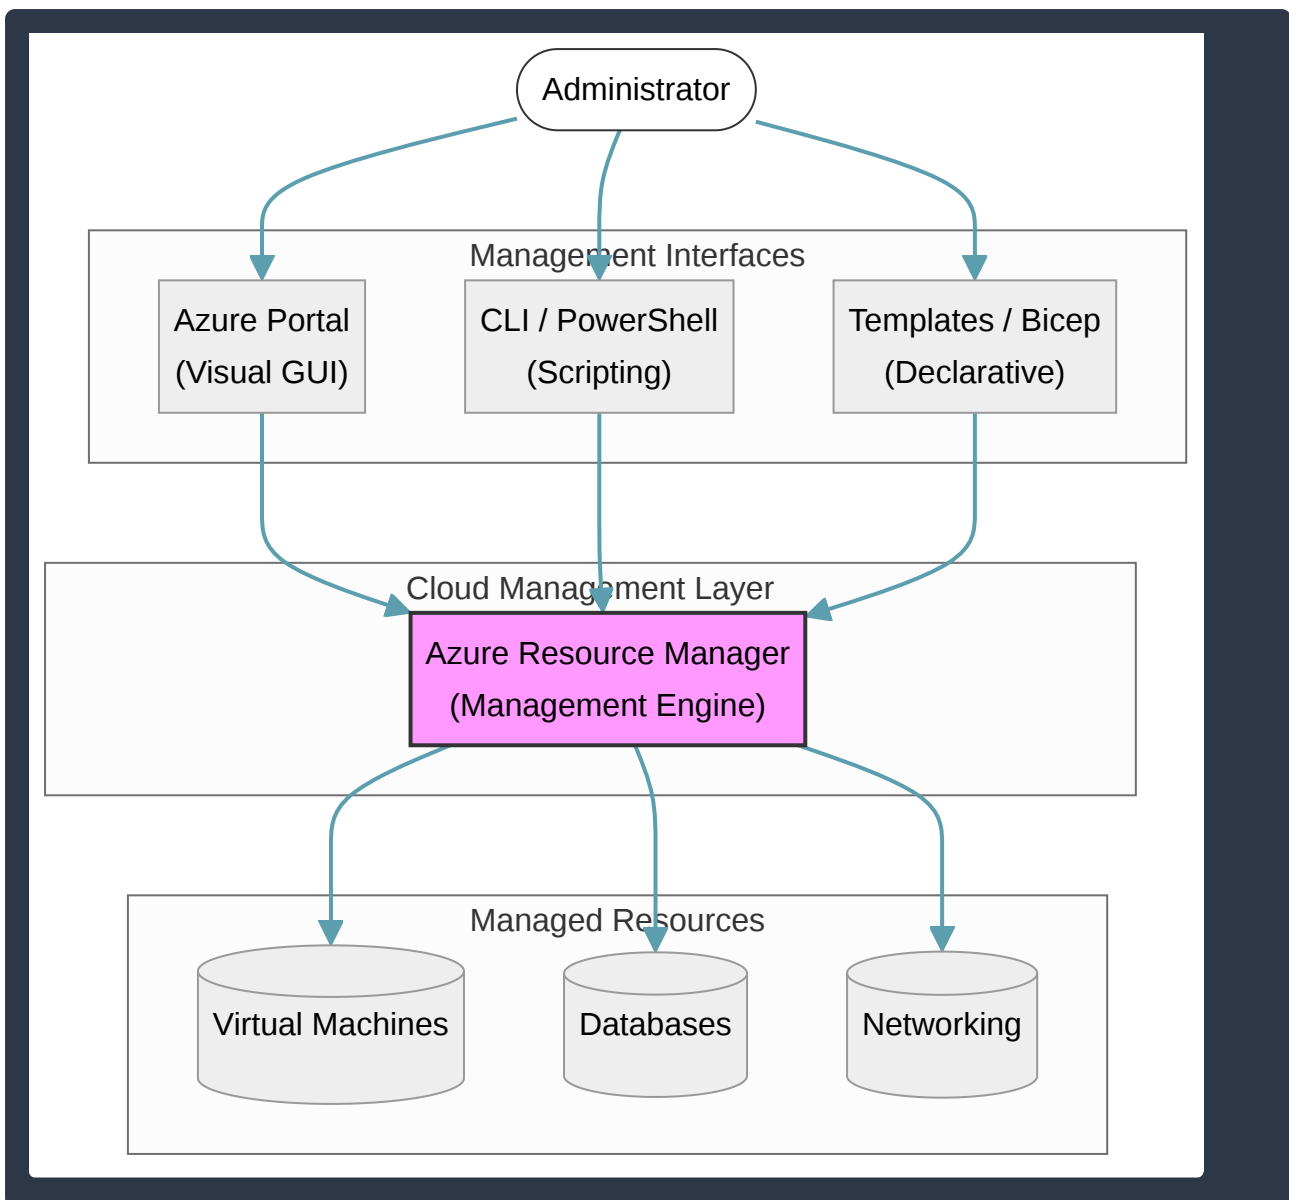 Administrator
Management Interfaces
Azure Portal
(Visual GUI)
CLI / PowerShell
(Scripting)
Templates / Bicep
(Declarative)
Cloud Management Layer
Azure Resource Manager
(Management Engine)
Managed Resources
Virtual Machines
Databases
Networking